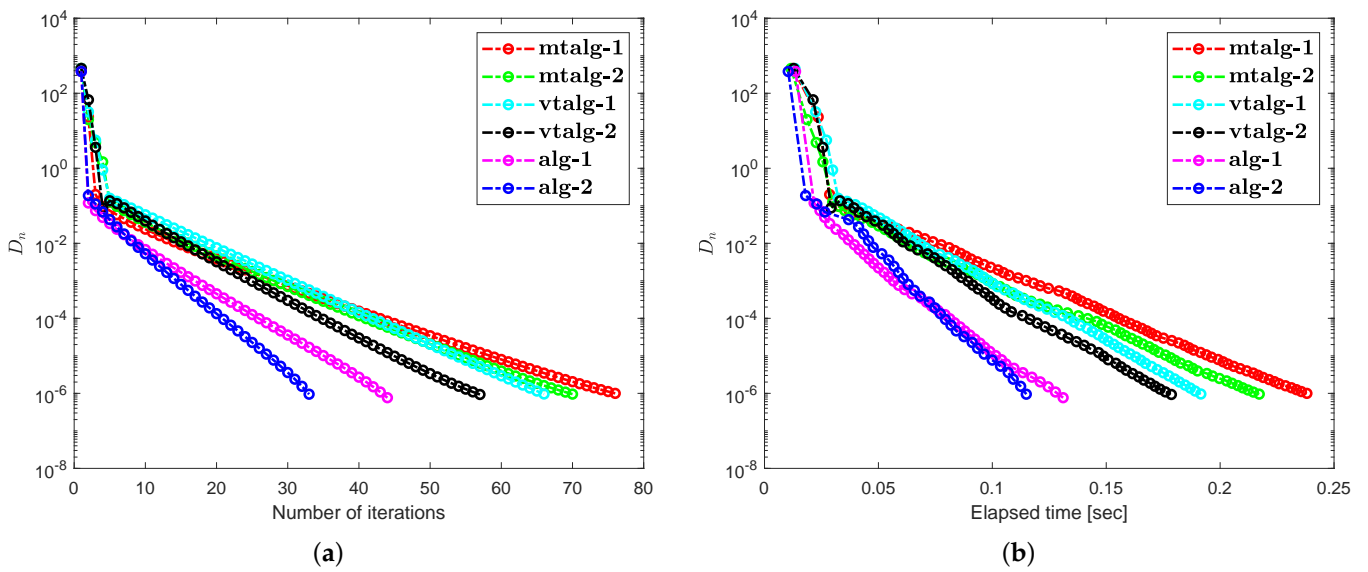 10^4
10^2
10^0
10^-2
10^-4
10^-6
10^-8
D_n
0 10 20 30 40 50 60 70 80
Number of iterations
mtalg-1
mtalg-2
vtalg-1
vtalg-2
alg-1
alg-2
(a)
10^4
10^2
10^0
10^-2
10^-4
10^-6
10^-8
D_n
0 0.05 0.1 0.15 0.2 0.25
Elapsed time [sec]
mtalg-1
mtalg-2
vtalg-1
vtalg-2
alg-1
alg-2
(b)